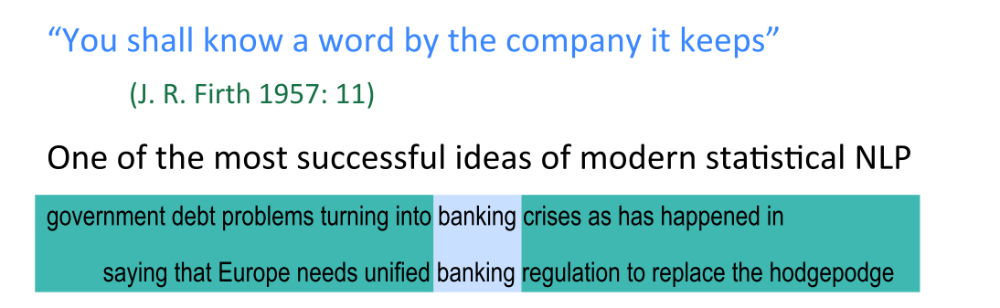 “You shall know a word by the company it keeps”
(J. R. Firth 1957: 11)
One of the most successful ideas of modern statistical NLP
government debt problems turning into banking crises as has happened in
saying that Europe needs unified banking regulation to replace the hodgepodge